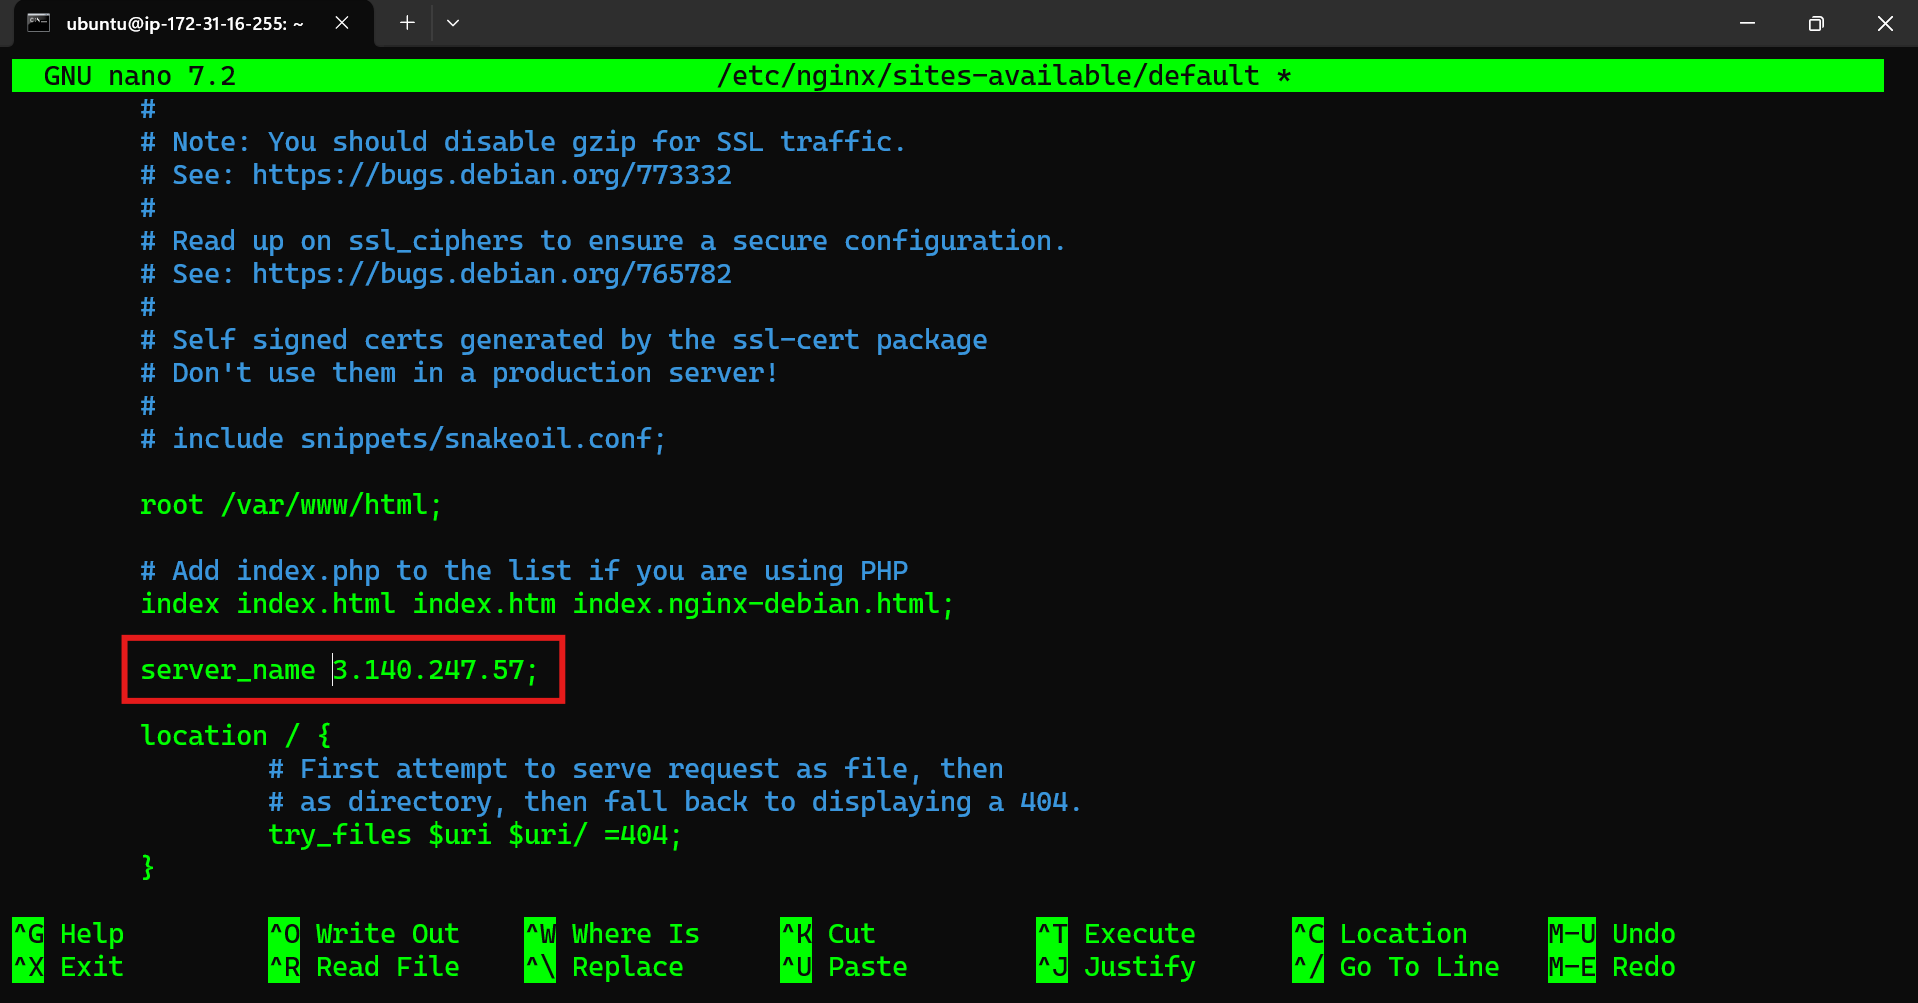 ubuntu@ip-172-31-16-255: ~
GNU nano 7.2 /etc/nginx/sites-available/default *
#
# Note: You should disable gzip for SSL traffic.
# See: https://bugs.debian.org/773332
#
# Read up on ssl_ciphers to ensure a secure configuration.
# See: https://bugs.debian.org/765782
#
# Self signed certs generated by the ssl-cert package
# Don't use them in a production server!
#
# include snippets/snakeoil.conf;
root /var/www/html;
# Add index.php to the list if you are using PHP
index index.html index.htm index.nginx-debian.html;
server_name 3.140.247.57;
location / {
# First attempt to serve request as file, then
# as directory, then fall back to displaying a 404.
try_files $uri $uri/ =404;
}
^G Help ^O Write Out ^W Where Is ^K Cut ^T Execute ^C Location M-U Undo
^X Exit ^R Read File ^\ Replace ^U Paste ^J Justify ^/ Go To Line M-E Redo